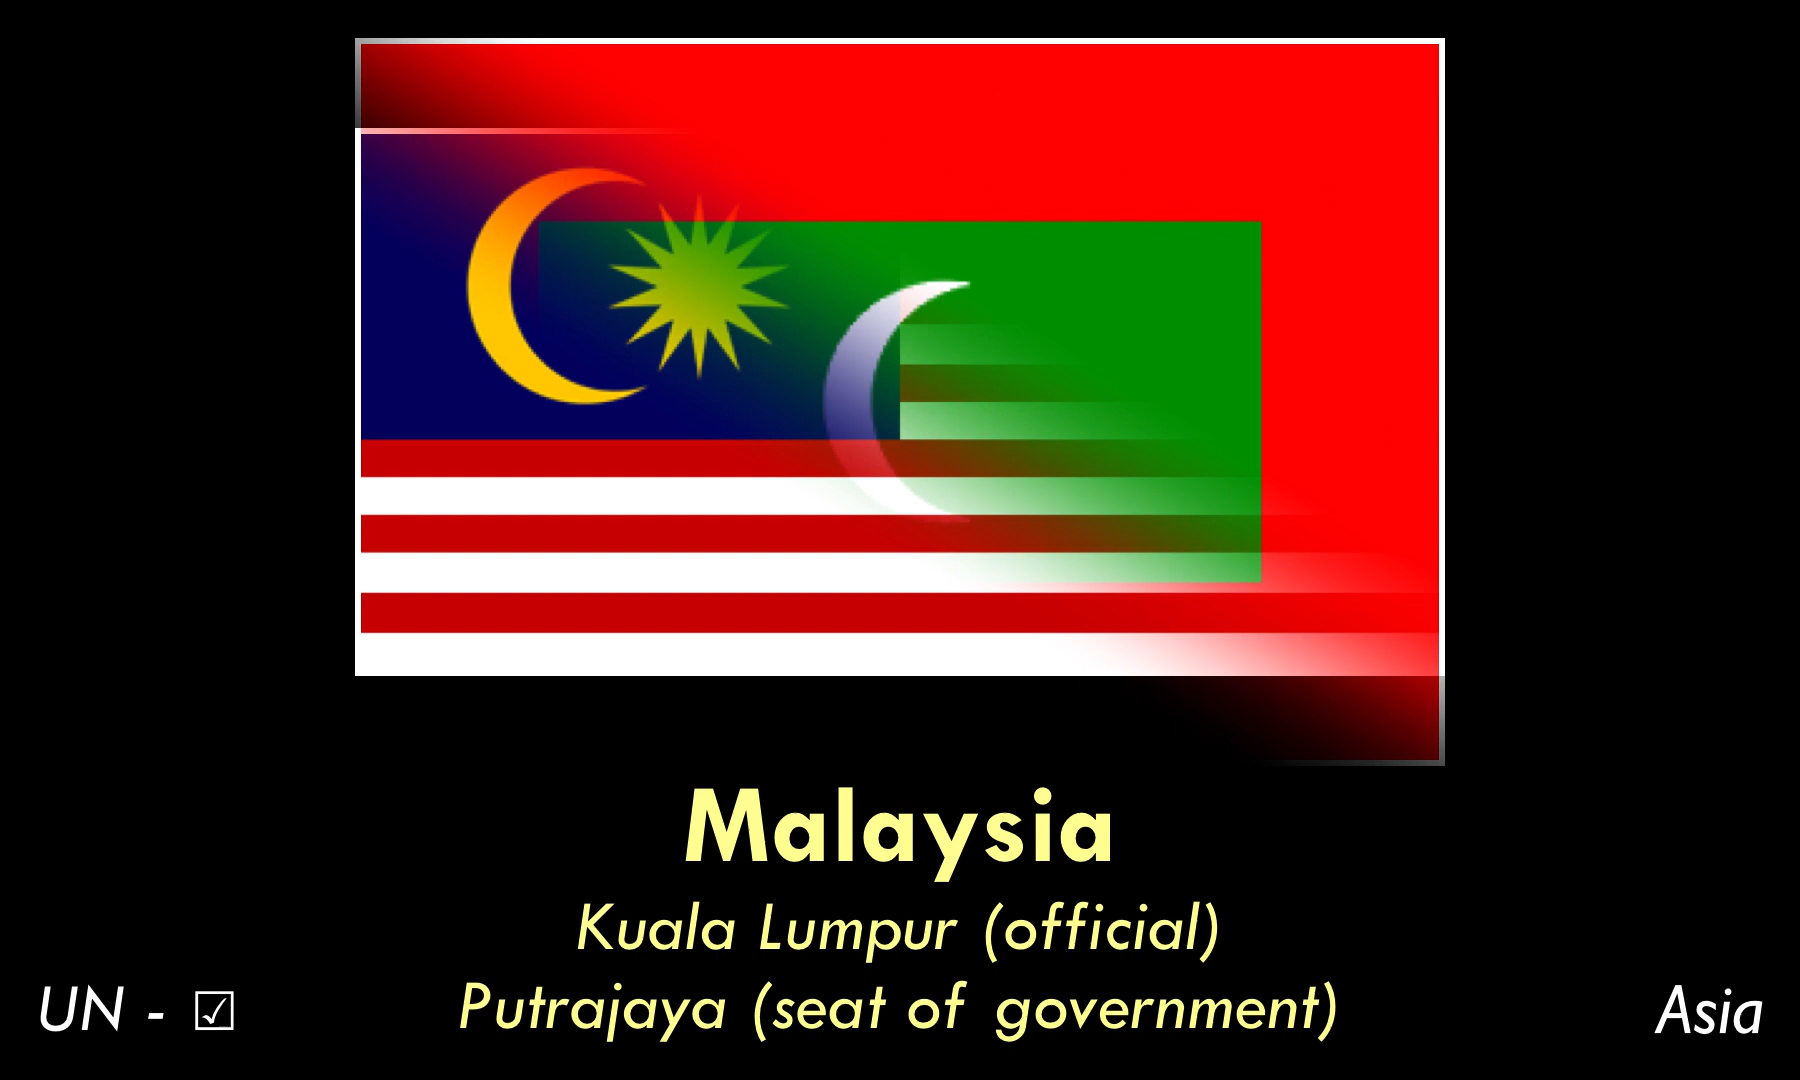 Malaysia
Kuala Lumpur (official)
Putrajaya (seat of government)
UN - ☑
Asia